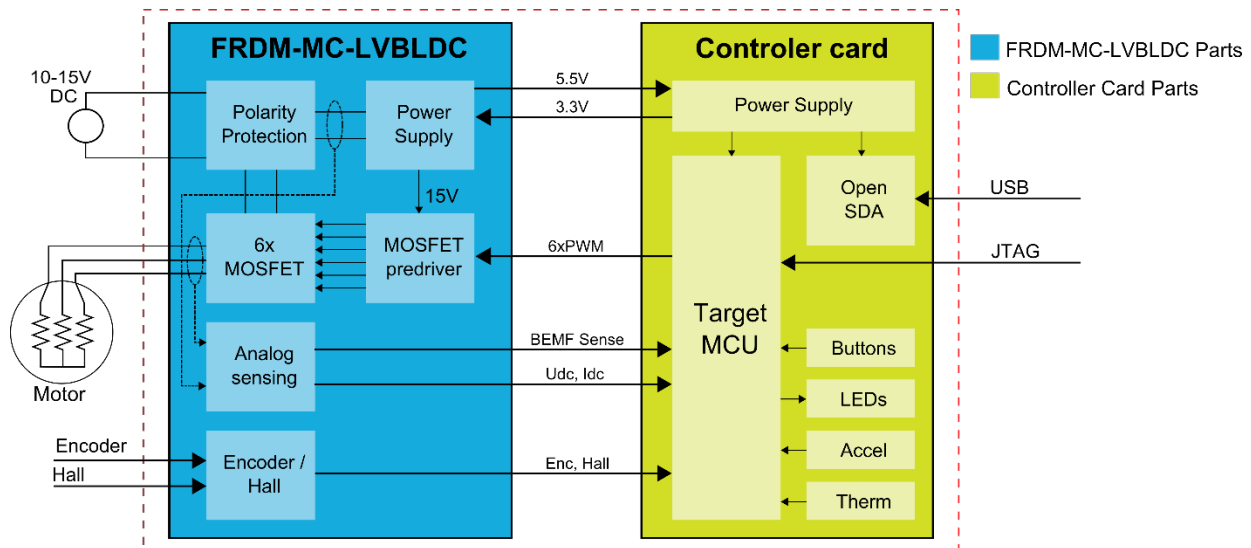 FRDM-MC-LVBLDC
Controler card
FRDM-MC-LVBLDC Parts
Controller Card Parts
10-15V
DC
Polarity
Protection
Power
Supply
5.5V
3.3V
Power Supply
15V
Open
SDA
USB
6x
MOSFET
MOSFET
predriver
6xPWM
JTAG
Target
MCU
Motor
Analog
sensing
BEMF Sense
Udc, Idc
Buttons
LEDs
Accel
Therm
Encoder
Hall
Encoder /
Hall
Enc, Hall